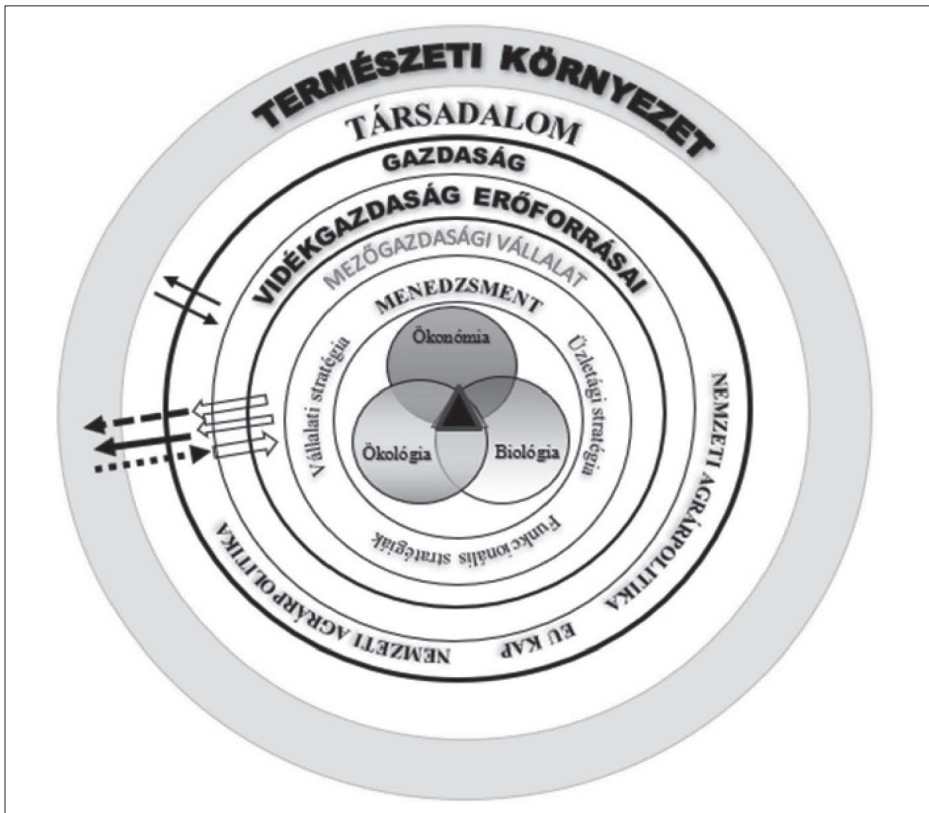 TERMÉSZETI KÖRNYEZET
TÁRSADALOM
GAZDASÁG
VIDÉKGAZDASÁG ERŐFORRÁSAI
MEZŐGAZDASÁGI VÁLLALAT
MENEDZSMENT
Ökonómia
Vállalati stratégia
Üzletági stratégia
Ökológia
Biológia
Funkcionális stratégiák
NEMZETI AGRÁRPOLITIKA
EU KAP
NEMZETI AGRÁRPOLITIKA